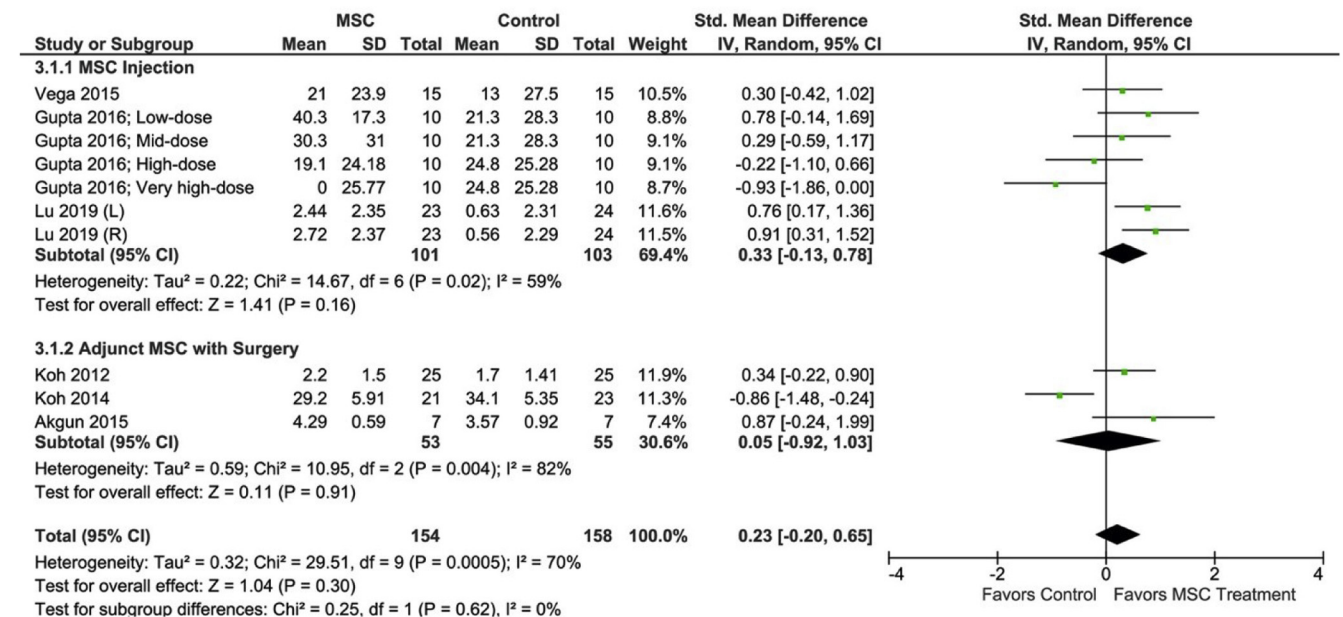 MSC Control Std. Mean Difference Std. Mean Difference
Study or Subgroup Mean SD Total Mean SD Total Weight IV, Random, 95% CI IV, Random, 95% CI
3.1.1 MSC Injection
Vega 2015 21 23.9 15 13 27.5 15 10.5% 0.30 [-0.42, 1.02]
Gupta 2016; Low-dose 40.3 17.3 10 21.3 28.3 10 8.8% 0.78 [-0.14, 1.69]
Gupta 2016; Mid-dose 30.3 31 10 21.3 28.3 10 9.1% 0.29 [-0.59, 1.17]
Gupta 2016; High-dose 19.1 24.18 10 24.8 25.28 10 9.1% -0.22 [-1.10, 0.66]
Gupta 2016; Very high-dose 0 25.77 10 24.8 25.28 10 8.7% -0.93 [-1.86, 0.00]
Lu 2019 (L) 2.44 2.35 23 0.63 2.31 24 11.6% 0.76 [0.17, 1.36]
Lu 2019 (R) 2.72 2.37 23 0.56 2.29 24 11.5% 0.91 [0.31, 1.52]
Subtotal (95% CI) 101 103 69.4% 0.33 [-0.13, 0.78]
Heterogeneity: Tau² = 0.22; Chi² = 14.67, df = 6 (P = 0.02); I² = 59%
Test for overall effect: Z = 1.41 (P = 0.16)
3.1.2 Adjunct MSC with Surgery
Koh 2012 2.2 1.5 25 1.7 1.41 25 11.9% 0.34 [-0.22, 0.90]
Koh 2014 29.2 5.91 21 34.1 5.35 23 11.3% -0.86 [-1.48, -0.24]
Akgun 2015 4.29 0.59 7 3.57 0.92 7 7.4% 0.87 [-0.24, 1.99]
Subtotal (95% CI) 53 55 30.6% 0.05 [-0.92, 1.03]
Heterogeneity: Tau² = 0.59; Chi² = 10.95, df = 2 (P = 0.004); I² = 82%
Test for overall effect: Z = 0.11 (P = 0.91)
Total (95% CI) 154 158 100.0% 0.23 [-0.20, 0.65]
Heterogeneity: Tau² = 0.32; Chi² = 29.51, df = 9 (P = 0.0005); I² = 70%
Test for overall effect: Z = 1.04 (P = 0.30)
Test for subgroup differences: Chi² = 0.25, df = 1 (P = 0.62), I² = 0%
-4 -2 0 2 4
Favors Control Favors MSC Treatment